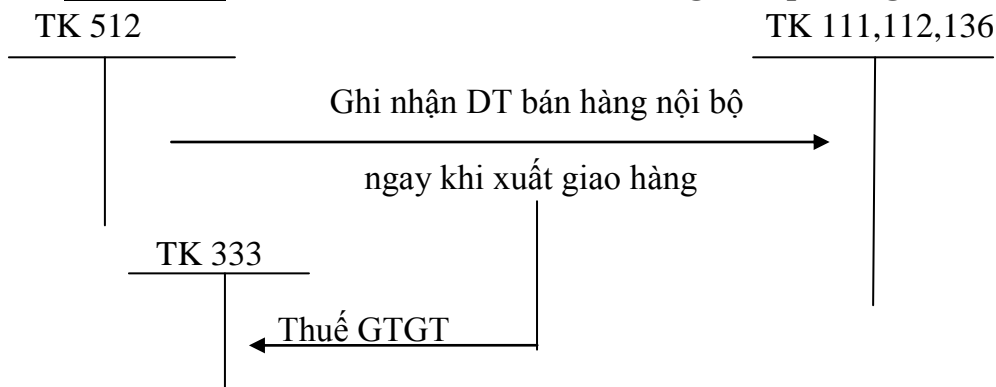 TK 512
TK 111,112,136
Ghi nhận DT bán hàng nội bộ
ngay khi xuất giao hàng
TK 333
Thuế GTGT